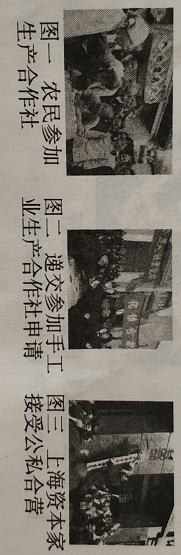 图一 农民参加
生产合作社
图二 递交参加手工
业生产合作社申请
图三 上海资本家
接受公私合营